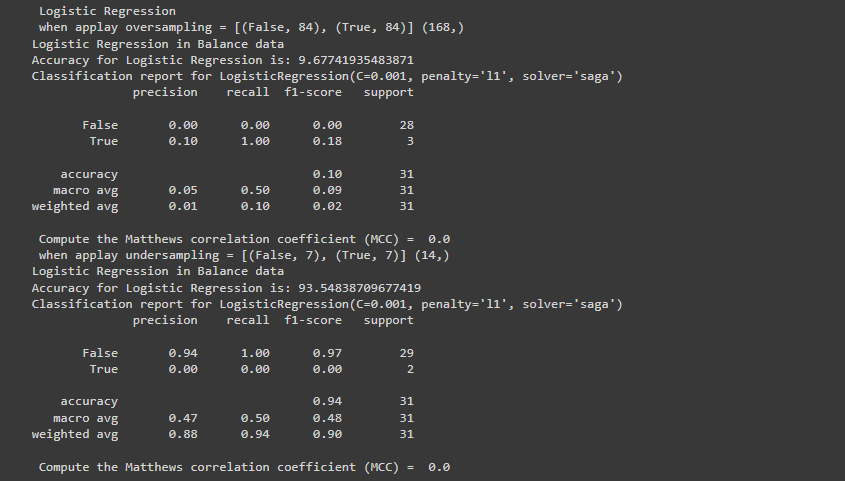 Logistic Regression
when applay oversampling = [(False, 84), (True, 84)] (168,)
Logistic Regression in Balance data
Accuracy for Logistic Regression is: 9.67741935483871
Classification report for LogisticRegression(C=0.001, penalty='l1', solver='saga')
precision recall f1-score support
False 0.00 0.00 0.00 28
True 0.10 1.00 0.18 3
accuracy 0.10 31
macro avg 0.05 0.50 0.09 31
weighted avg 0.01 0.10 0.02 31
Compute the Matthews correlation coefficient (MCC) = 0.0
when applay undersampling = [(False, 7), (True, 7)] (14,)
Logistic Regression in Balance data
Accuracy for Logistic Regression is: 93.54838709677419
Classification report for LogisticRegression(C=0.001, penalty='l1', solver='saga')
precision recall f1-score support
False 0.94 1.00 0.97 29
True 0.00 0.00 0.00 2
accuracy 0.94 31
macro avg 0.47 0.50 0.48 31
weighted avg 0.88 0.94 0.90 31
Compute the Matthews correlation coefficient (MCC) = 0.0